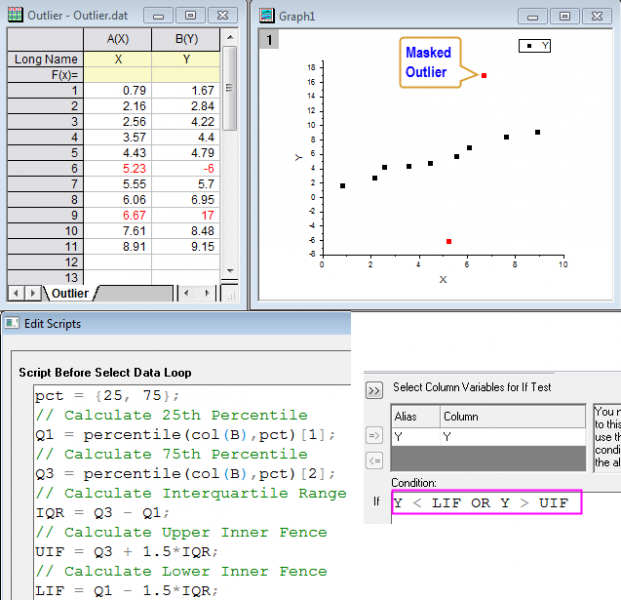 Outlier - Outlier.dat
A(X) B(Y)
Long Name X Y
F(x)=
1 0.79 1.67
2 2.16 2.84
3 2.56 4.22
4 3.57 4.4
5 4.43 4.79
6 5.23 -6
7 5.55 5.7
8 6.06 6.95
9 6.67 17
10 7.61 8.48
11 8.91 9.15
12
13
Outlier
Graph1
1
Masked
Outlier
Y
18
16
14
12
10
8
6
4
2
0
-2
-4
-6
-8
Y
0 2 4 6 8 10
X
Edit Scripts
Script Before Select Data Loop
pct = {25, 75};
// Calculate 25th Percentile
Q1 = percentile(col(B),pct)[1];
// Calculate 75th Percentile
Q3 = percentile(col(B),pct)[2];
// Calculate Interquartile Range
IQR = Q3 - Q1;
// Calculate Upper Inner Fence
UIF = Q3 + 1.5*IQR;
// Calculate Lower Inner Fence
LIF = Q1 - 1.5*IQR;
>> Select Column Variables for If Test
Alias Column
Y Y
=>
<=
You n
to this
use th
condi
the al
Condition:
If Y < LIF OR Y > UIF